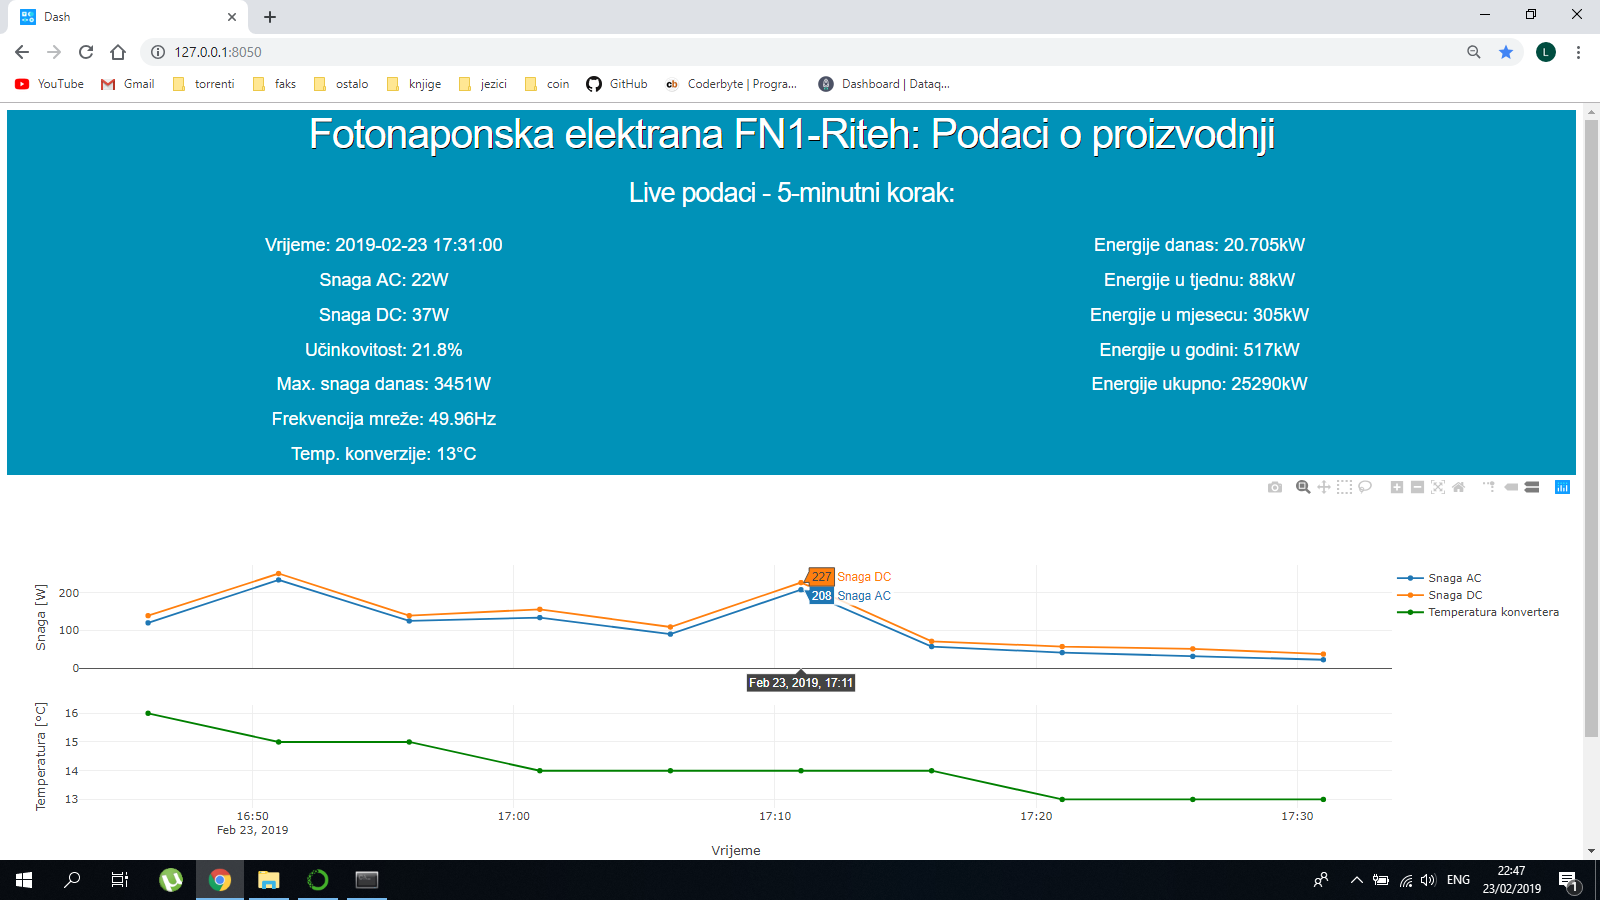 Dash
127.0.0.1:8050
L
YouTube Gmail torrenti faks ostalo knjige jezici coin GitHub cb Coderbyte | Progra... Dashboard | Dataq...
Fotonaponska elektrana FN1-Riteh: Podaci o proizvodnji
Live podaci - 5-minutni korak:
Vrijeme: 2019-02-23 17:31:00
Snaga AC: 22W
Snaga DC: 37W
Učinkovitost: 21.8%
Max. snaga danas: 3451W
Frekvencija mreže: 49.96Hz
Temp. konverzije: 13°C
Energije danas: 20.705kW
Energije u tjednu: 88kW
Energije u mjesecu: 305kW
Energije u godini: 517kW
Energije ukupno: 25290kW
Snaga [W]
200
100
0
227 Snaga DC
208 Snaga AC
Feb 23, 2019, 17:11
Snaga AC
Snaga DC
Temperatura konvertera
Temperatura [°C]
16
15
14
13
16:50 17:00 17:10 17:20 17:30
Feb 23, 2019
Vrijeme
ENG
22:47
23/02/2019
1